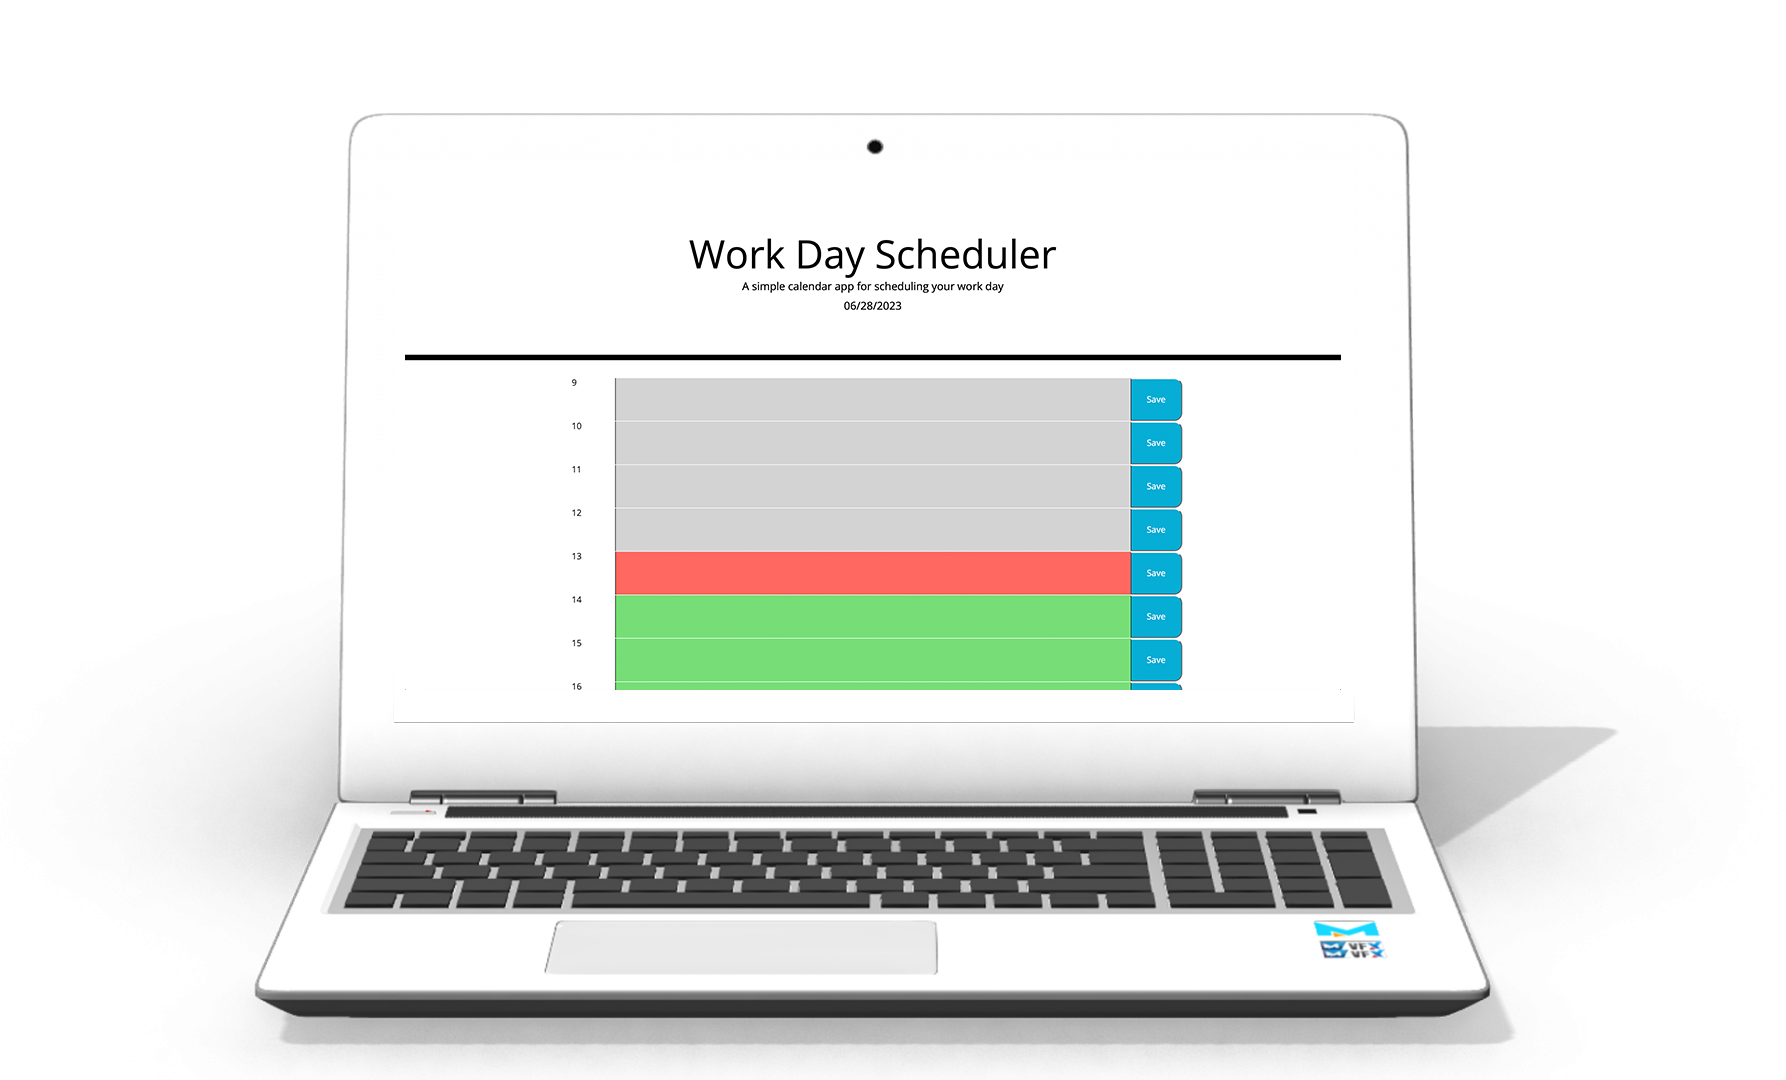 Work Day Scheduler
A simple calendar app for scheduling your work day
06/28/2023
9 Save
10 Save
11 Save
12 Save
13 Save
14 Save
15 Save
16
VFX
VFX